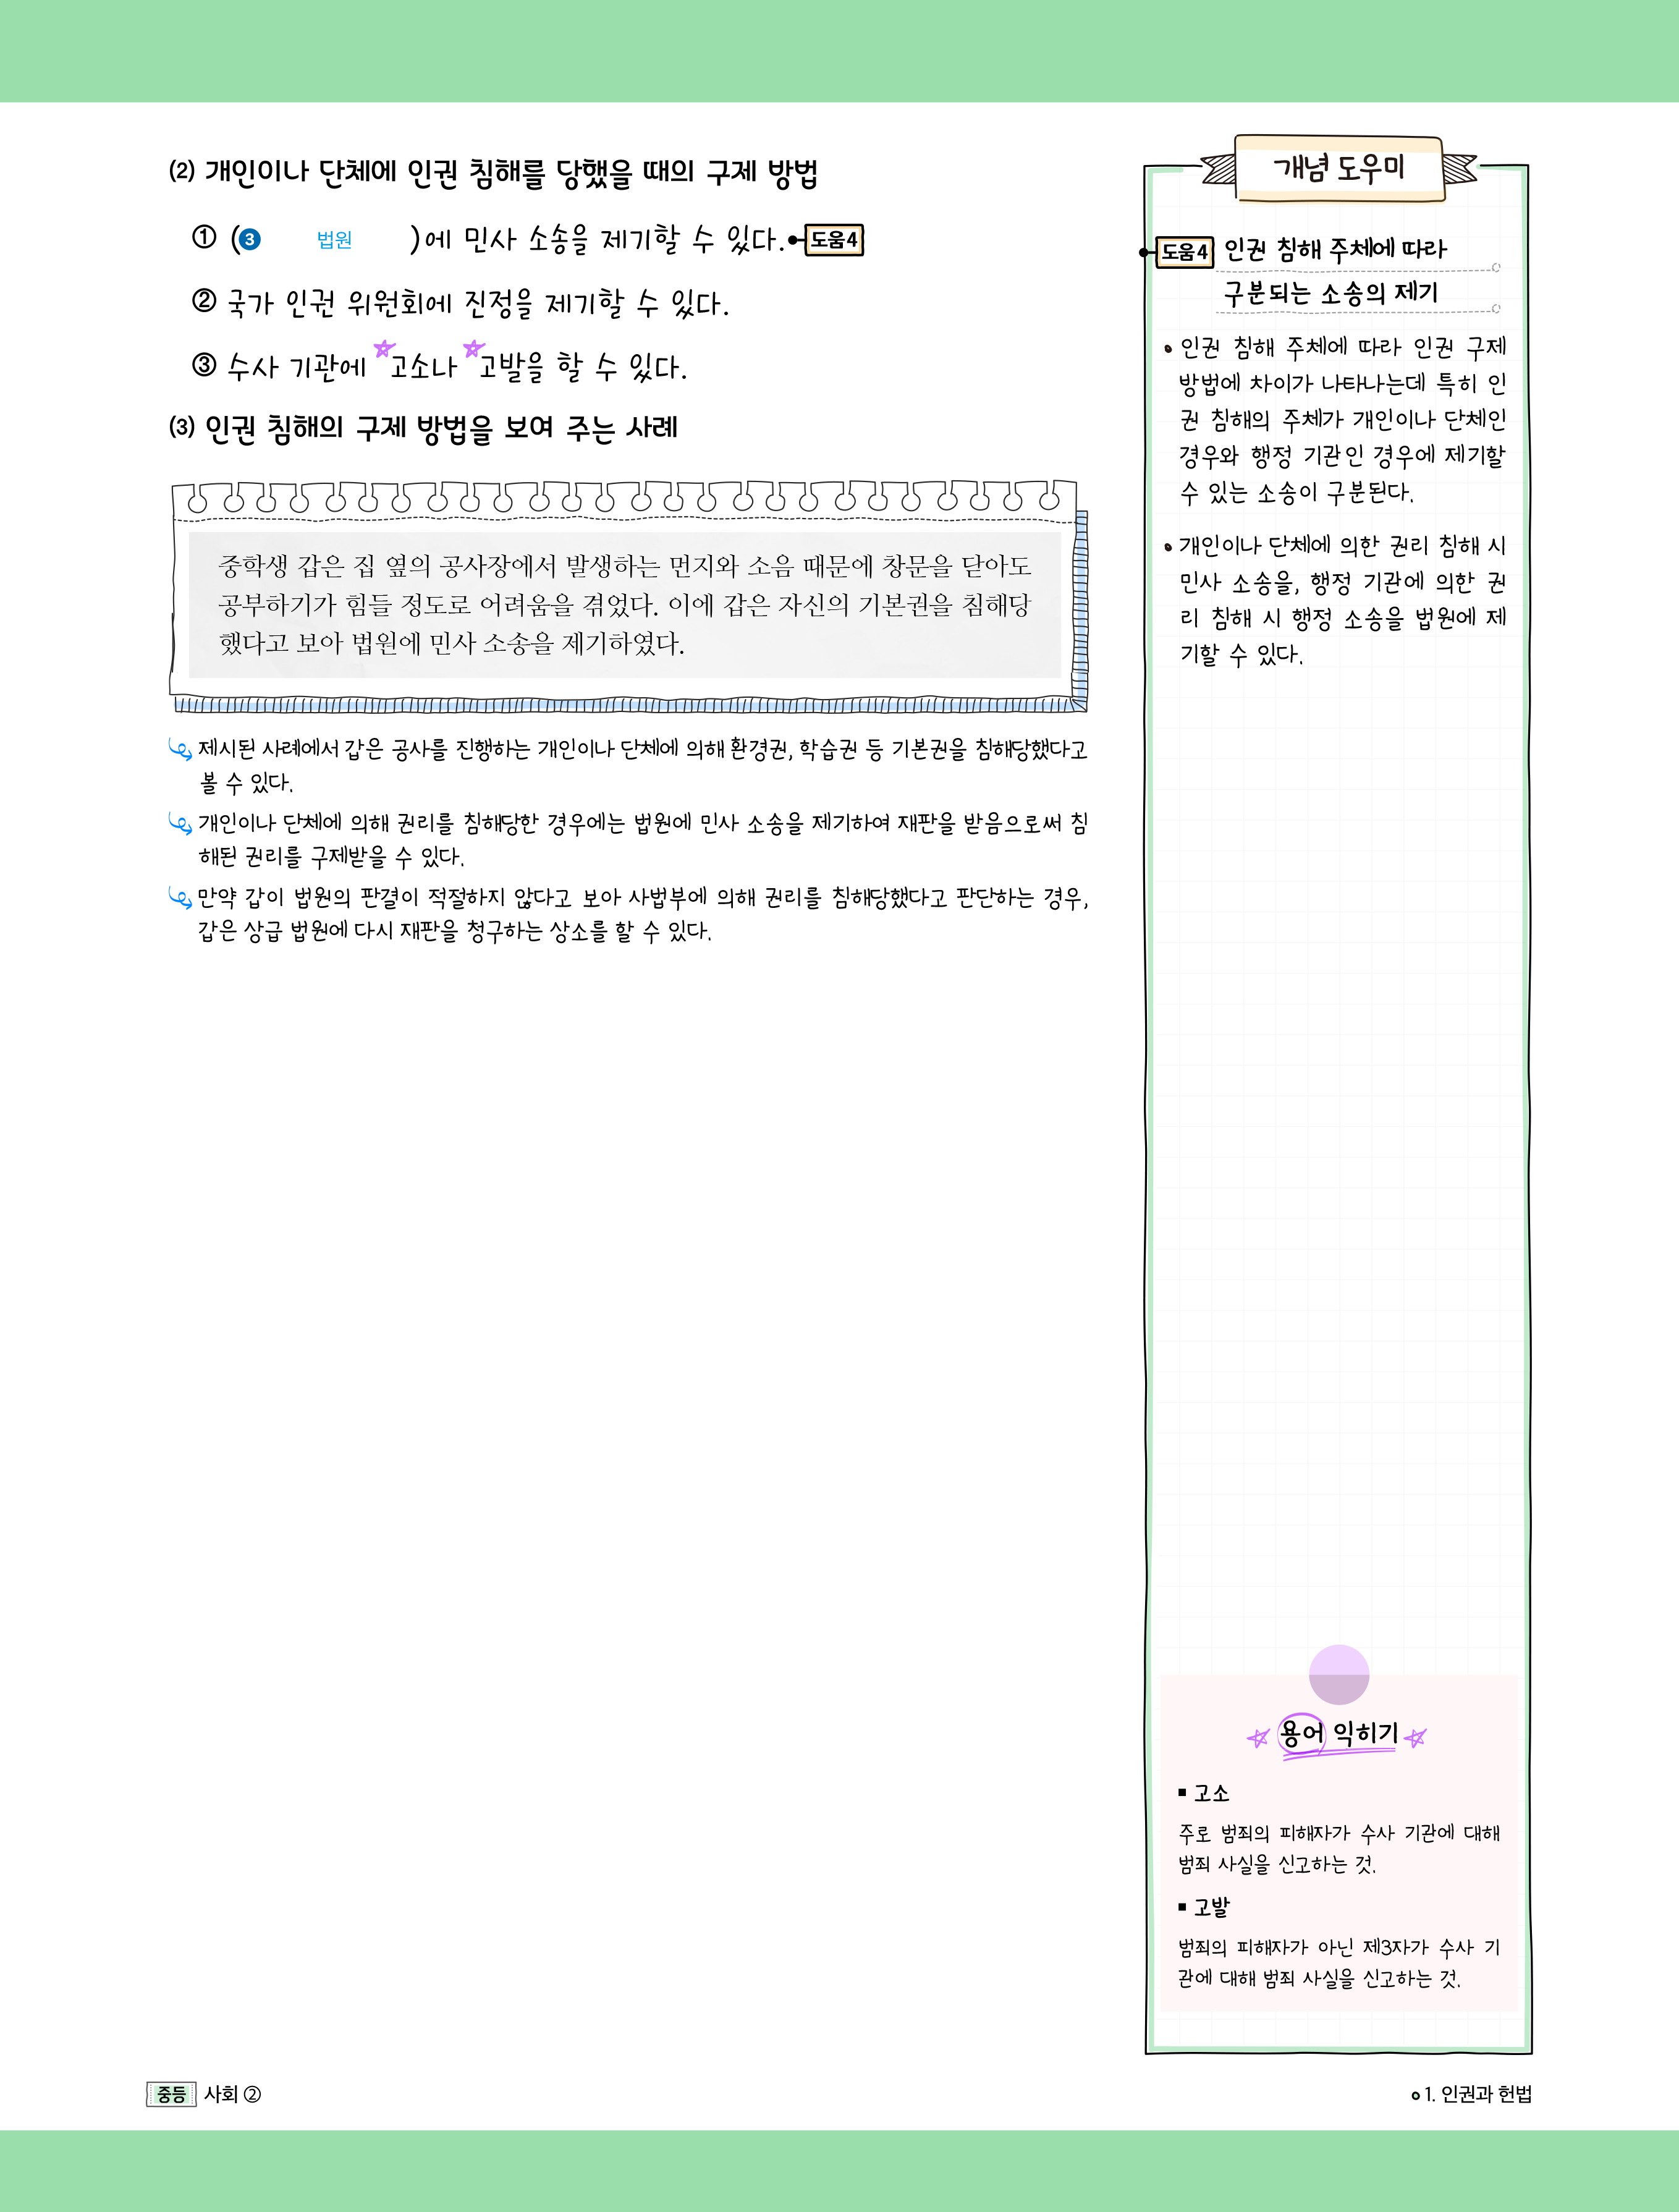 (2) 개인이나 단체에 인권 침해를 당했을 때의 구제 방법
① (3 법원 )에 민사 소송을 제기할 수 있다. 도움4
② 국가 인권 위원회에 진정을 제기할 수 있다.
③ 수사 기관에 고소나 고발을 할 수 있다.
(3) 인권 침해의 구제 방법을 보여 주는 사례
중학생 갑은 집 옆의 공사장에서 발생하는 먼지와 소음 때문에 창문을 닫아도
공부하기가 힘들 정도로 어려움을 겪었다. 이에 갑은 자신의 기본권을 침해당
했다고 보아 법원에 민사 소송을 제기하였다.
제시된 사례에서 갑은 공사를 진행하는 개인이나 단체에 의해 환경권, 학습권 등 기본권을 침해당했다고
볼 수 있다.
개인이나 단체에 의해 권리를 침해당한 경우에는 법원에 민사 소송을 제기하여 재판을 받음으로써 침
해된 권리를 구제받을 수 있다.
만약 갑이 법원의 판결이 적절하지 않다고 보아 사법부에 의해 권리를 침해당했다고 판단하는 경우,
갑은 상급 법원에 다시 재판을 청구하는 상소를 할 수 있다.
개념 도우미
도움4 인권 침해 주체에 따라
구분되는 소송의 제기
• 인권 침해 주체에 따라 인권 구제
방법에 차이가 나타나는데 특히 인
권 침해의 주체가 개인이나 단체인
경우와 행정 기관인 경우에 제기할
수 있는 소송이 구분된다.
• 개인이나 단체에 의한 권리 침해 시
민사 소송을, 행정 기관에 의한 권
리 침해 시 행정 소송을 법원에 제
기할 수 있다.
용어 익히기
■ 고소
주로 범죄의 피해자가 수사 기관에 대해
범죄 사실을 신고하는 것.
■ 고발
범죄의 피해자가 아닌 제3자가 수사 기
관에 대해 범죄 사실을 신고하는 것.
중등 사회 ②
1. 인권과 헌법